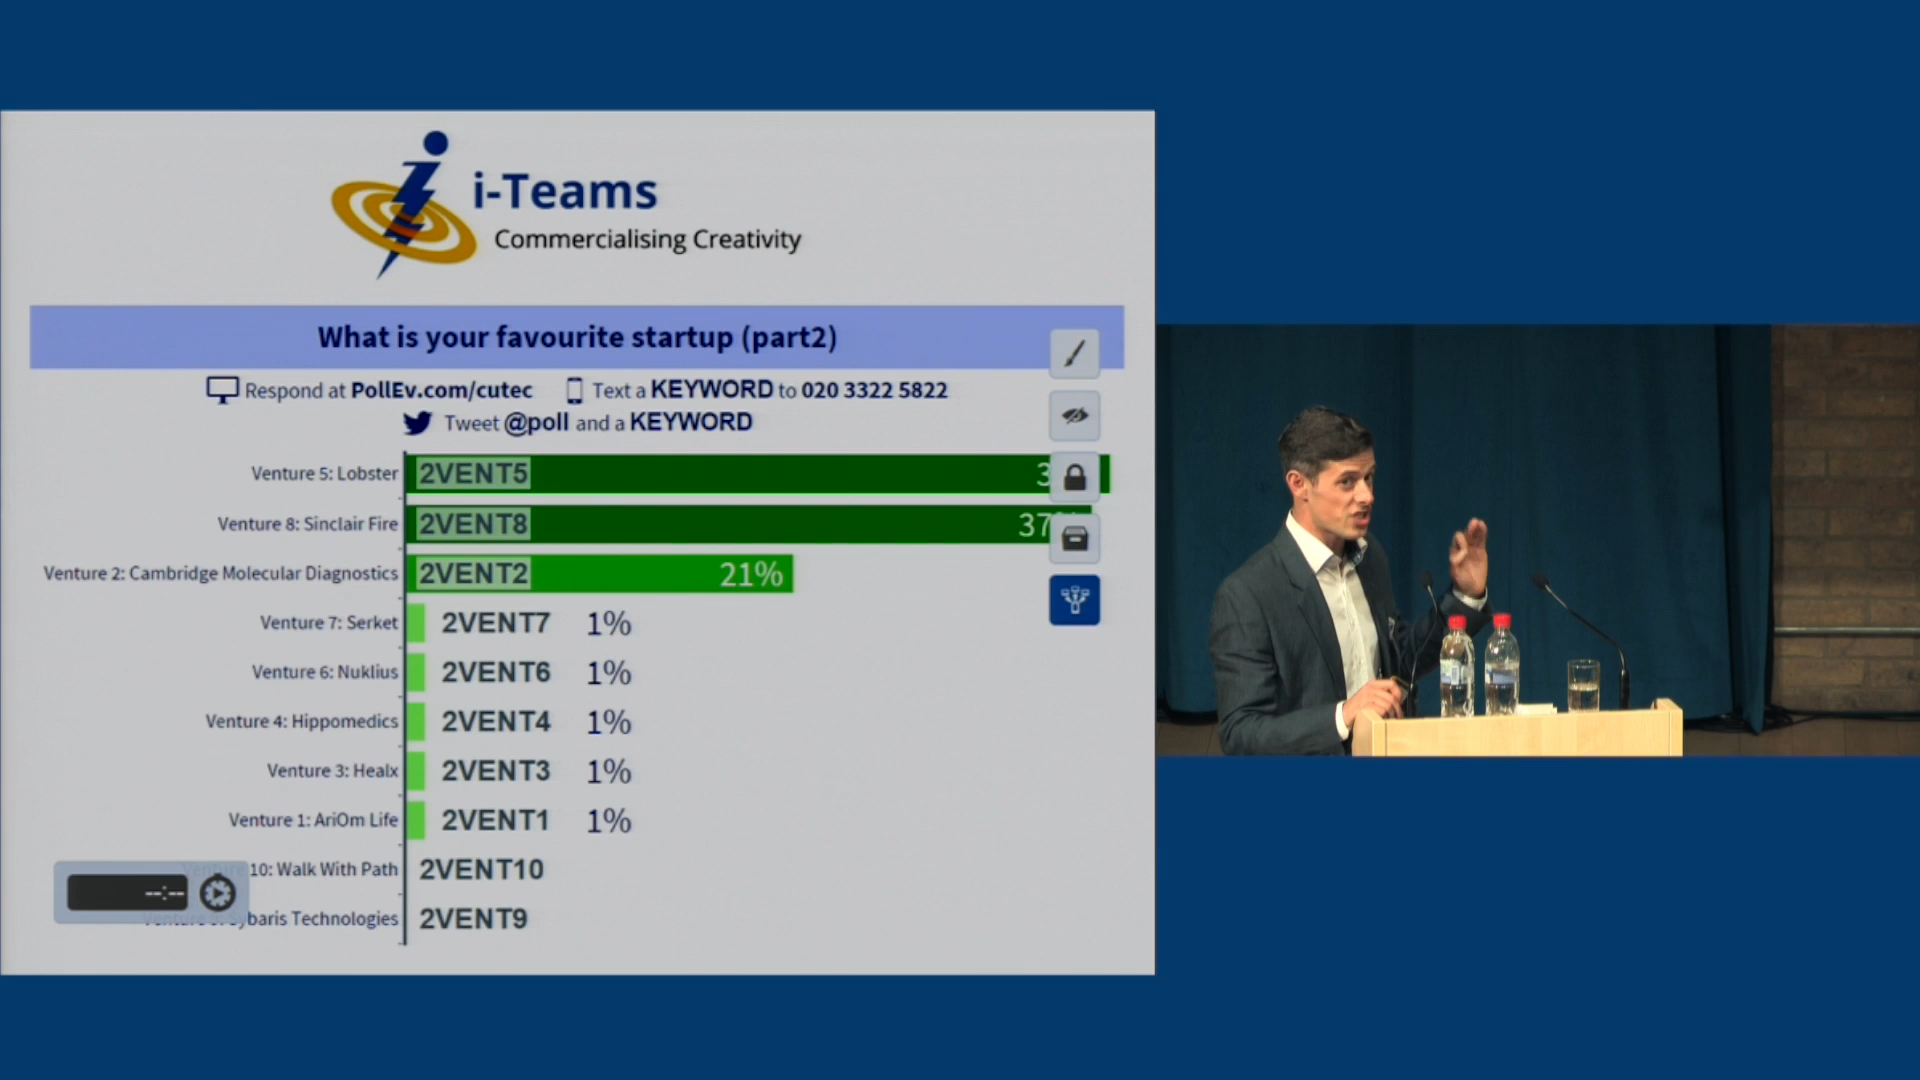 i-Teams
Commercialising Creativity
What is your favourite startup (part2)
Respond at PollEv.com/cutec Text a KEYWORD to 020 3322 5822
Tweet @poll and a KEYWORD
Venture 5: Lobster 2VENT5
Venture 8: Sinclair Fire 2VENT8 37%
Venture 2: Cambridge Molecular Diagnostics 2VENT2 21%
Venture 7: Serket 2VENT7 1%
Venture 6: Nuklius 2VENT6 1%
Venture 4: Hippomedics 2VENT4 1%
Venture 3: Healx 2VENT3 1%
Venture 1: AriOm Life 2VENT1 1%
Venture 10: Walk With Path 2VENT10
--:--
Sybaris Technologies 2VENT9